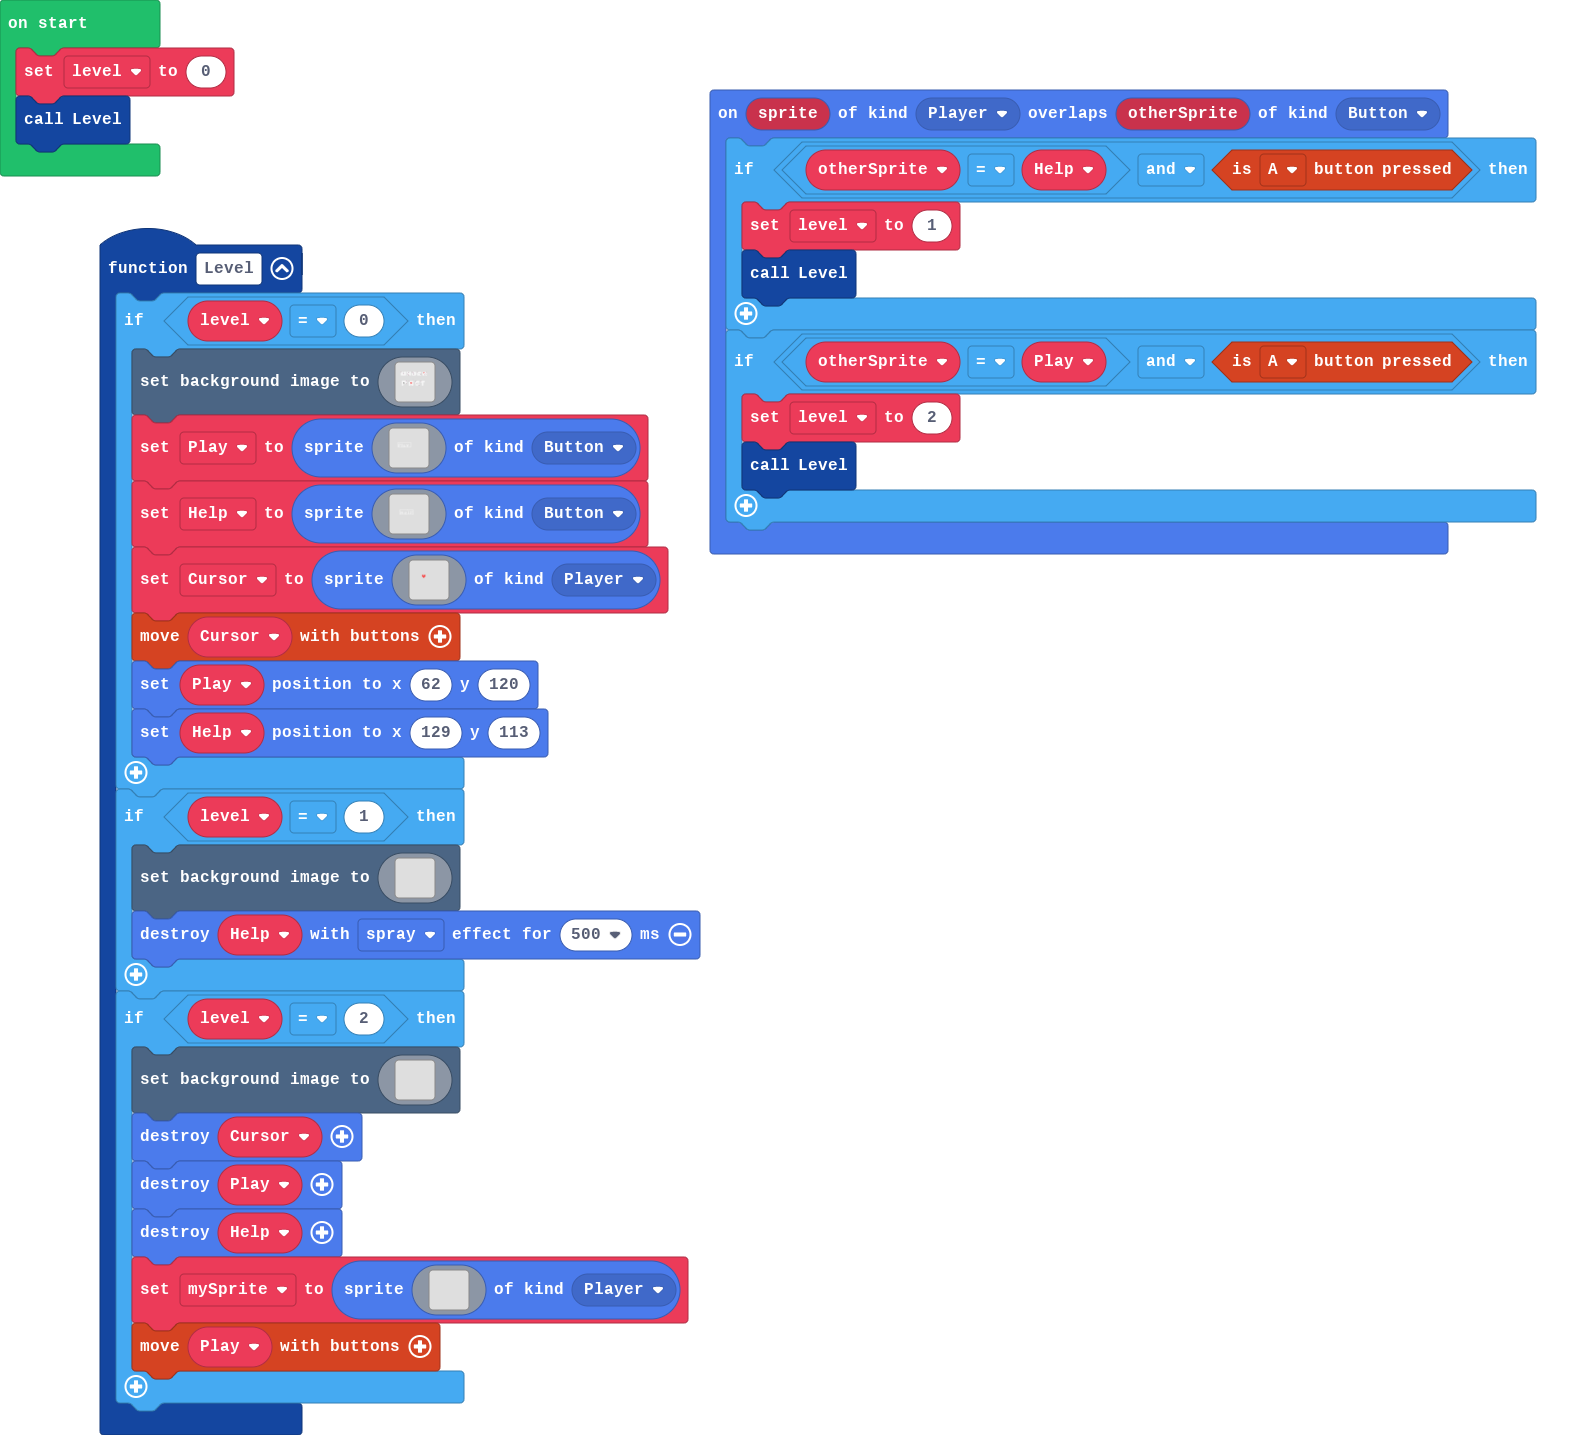 on start
set level to 0
call Level
on sprite of kind Player overlaps otherSprite of kind Button
if otherSprite = Help and is A button pressed then
set level to 1
call Level
if otherSprite = Play and is A button pressed then
set level to 2
call Level
function Level
if level = 0 then
set background image to
set Play to sprite of kind Button
set Help to sprite of kind Button
set Cursor to sprite of kind Player
move Cursor with buttons
set Play position to x 62 y 120
set Help position to x 129 y 113
if level = 1 then
set background image to
destroy Help with spray effect for 500 ms
if level = 2 then
set background image to
destroy Cursor
destroy Play
destroy Help
set mySprite to sprite of kind Player
move Play with buttons